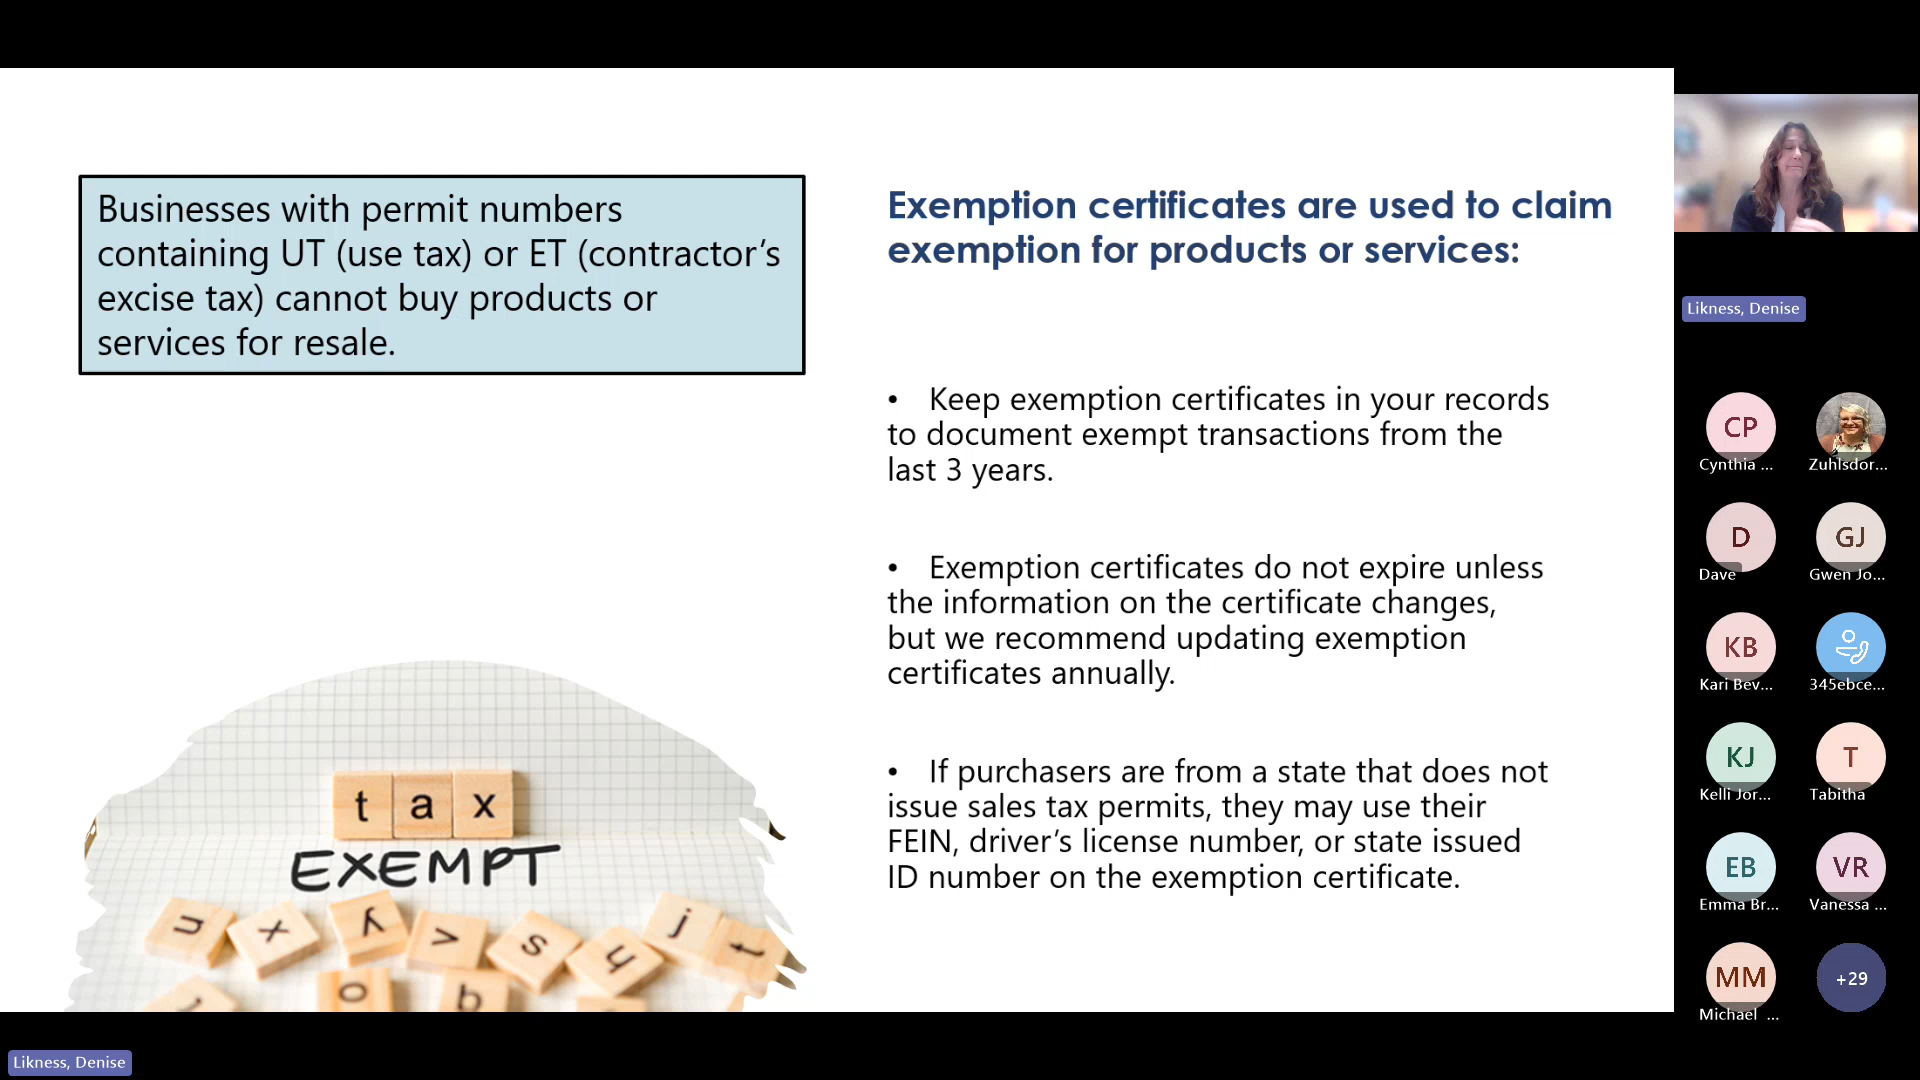 Businesses with permit numbers
containing UT (use tax) or ET (contractor’s
excise tax) cannot buy products or
services for resale.
Exemption certificates are used to claim
exemption for products or services:
• Keep exemption certificates in your records
to document exempt transactions from the
last 3 years.
• Exemption certificates do not expire unless
the information on the certificate changes,
but we recommend updating exemption
certificates annually.
• If purchasers are from a state that does not
issue sales tax permits, they may use their
FEIN, driver’s license number, or state issued
ID number on the exemption certificate.
tax
EXEMPT
Likness, Denise
CP
Cynthia ...
Zuhlsdor...
D
Dave
GJ
Gwen Jo...
KB
Kari Bev...
345ebce...
KJ
Kelli Jor...
T
Tabitha
EB
Emma Br...
VR
Vanessa ...
MM
Michael ...
+29
Likness, Denise